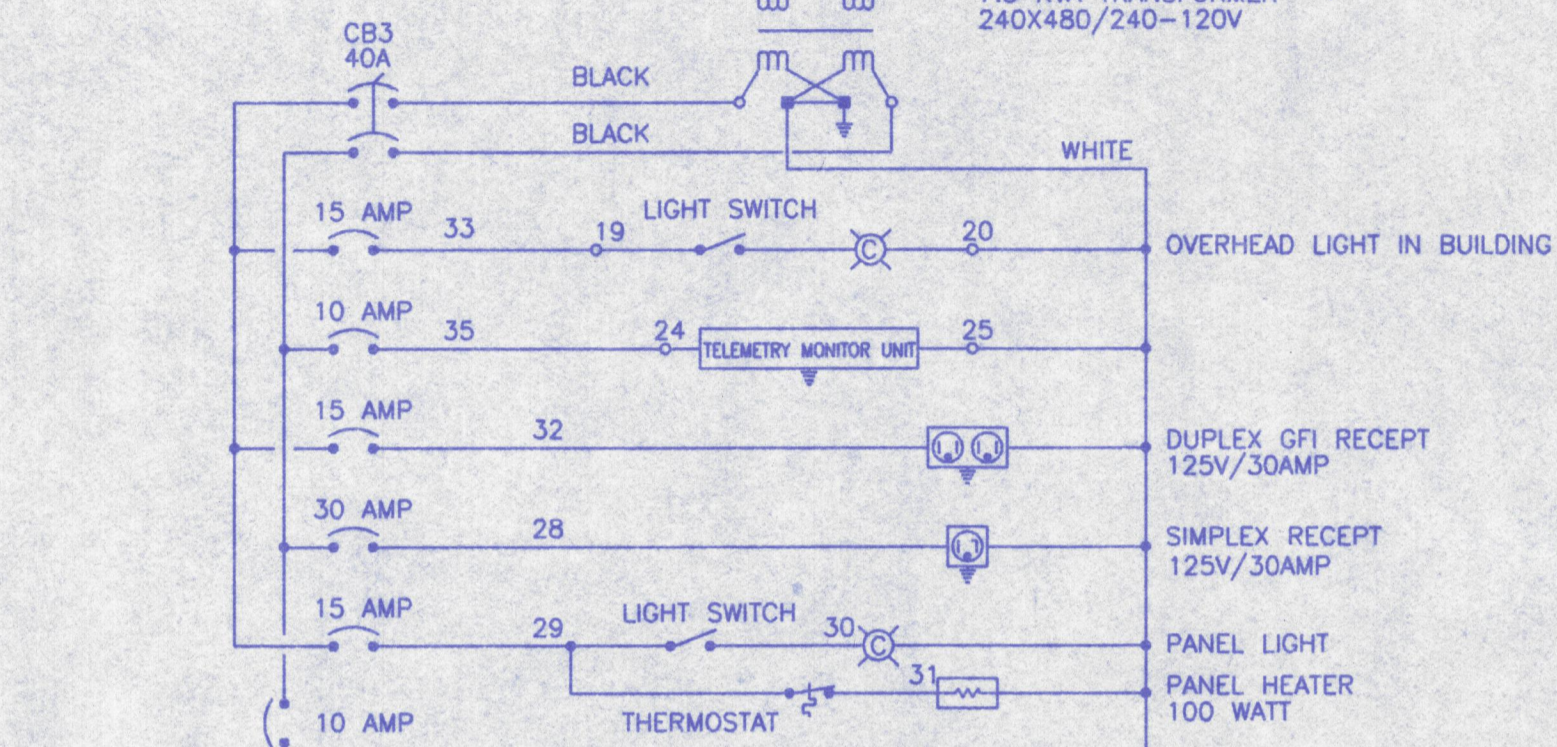 240X480/240-120V
CB3
40A
BLACK
BLACK
WHITE
15 AMP
33
19
LIGHT SWITCH
C
20
OVERHEAD LIGHT IN BUILDING
10 AMP
35
24
TELEMETRY MONITOR UNIT
25
15 AMP
32
DUPLEX GFI RECEPT
125V/30AMP
30 AMP
28
SIMPLEX RECEPT
125V/30AMP
15 AMP
29
LIGHT SWITCH
30
C
PANEL LIGHT
31
PANEL HEATER
100 WATT
THERMOSTAT
10 AMP